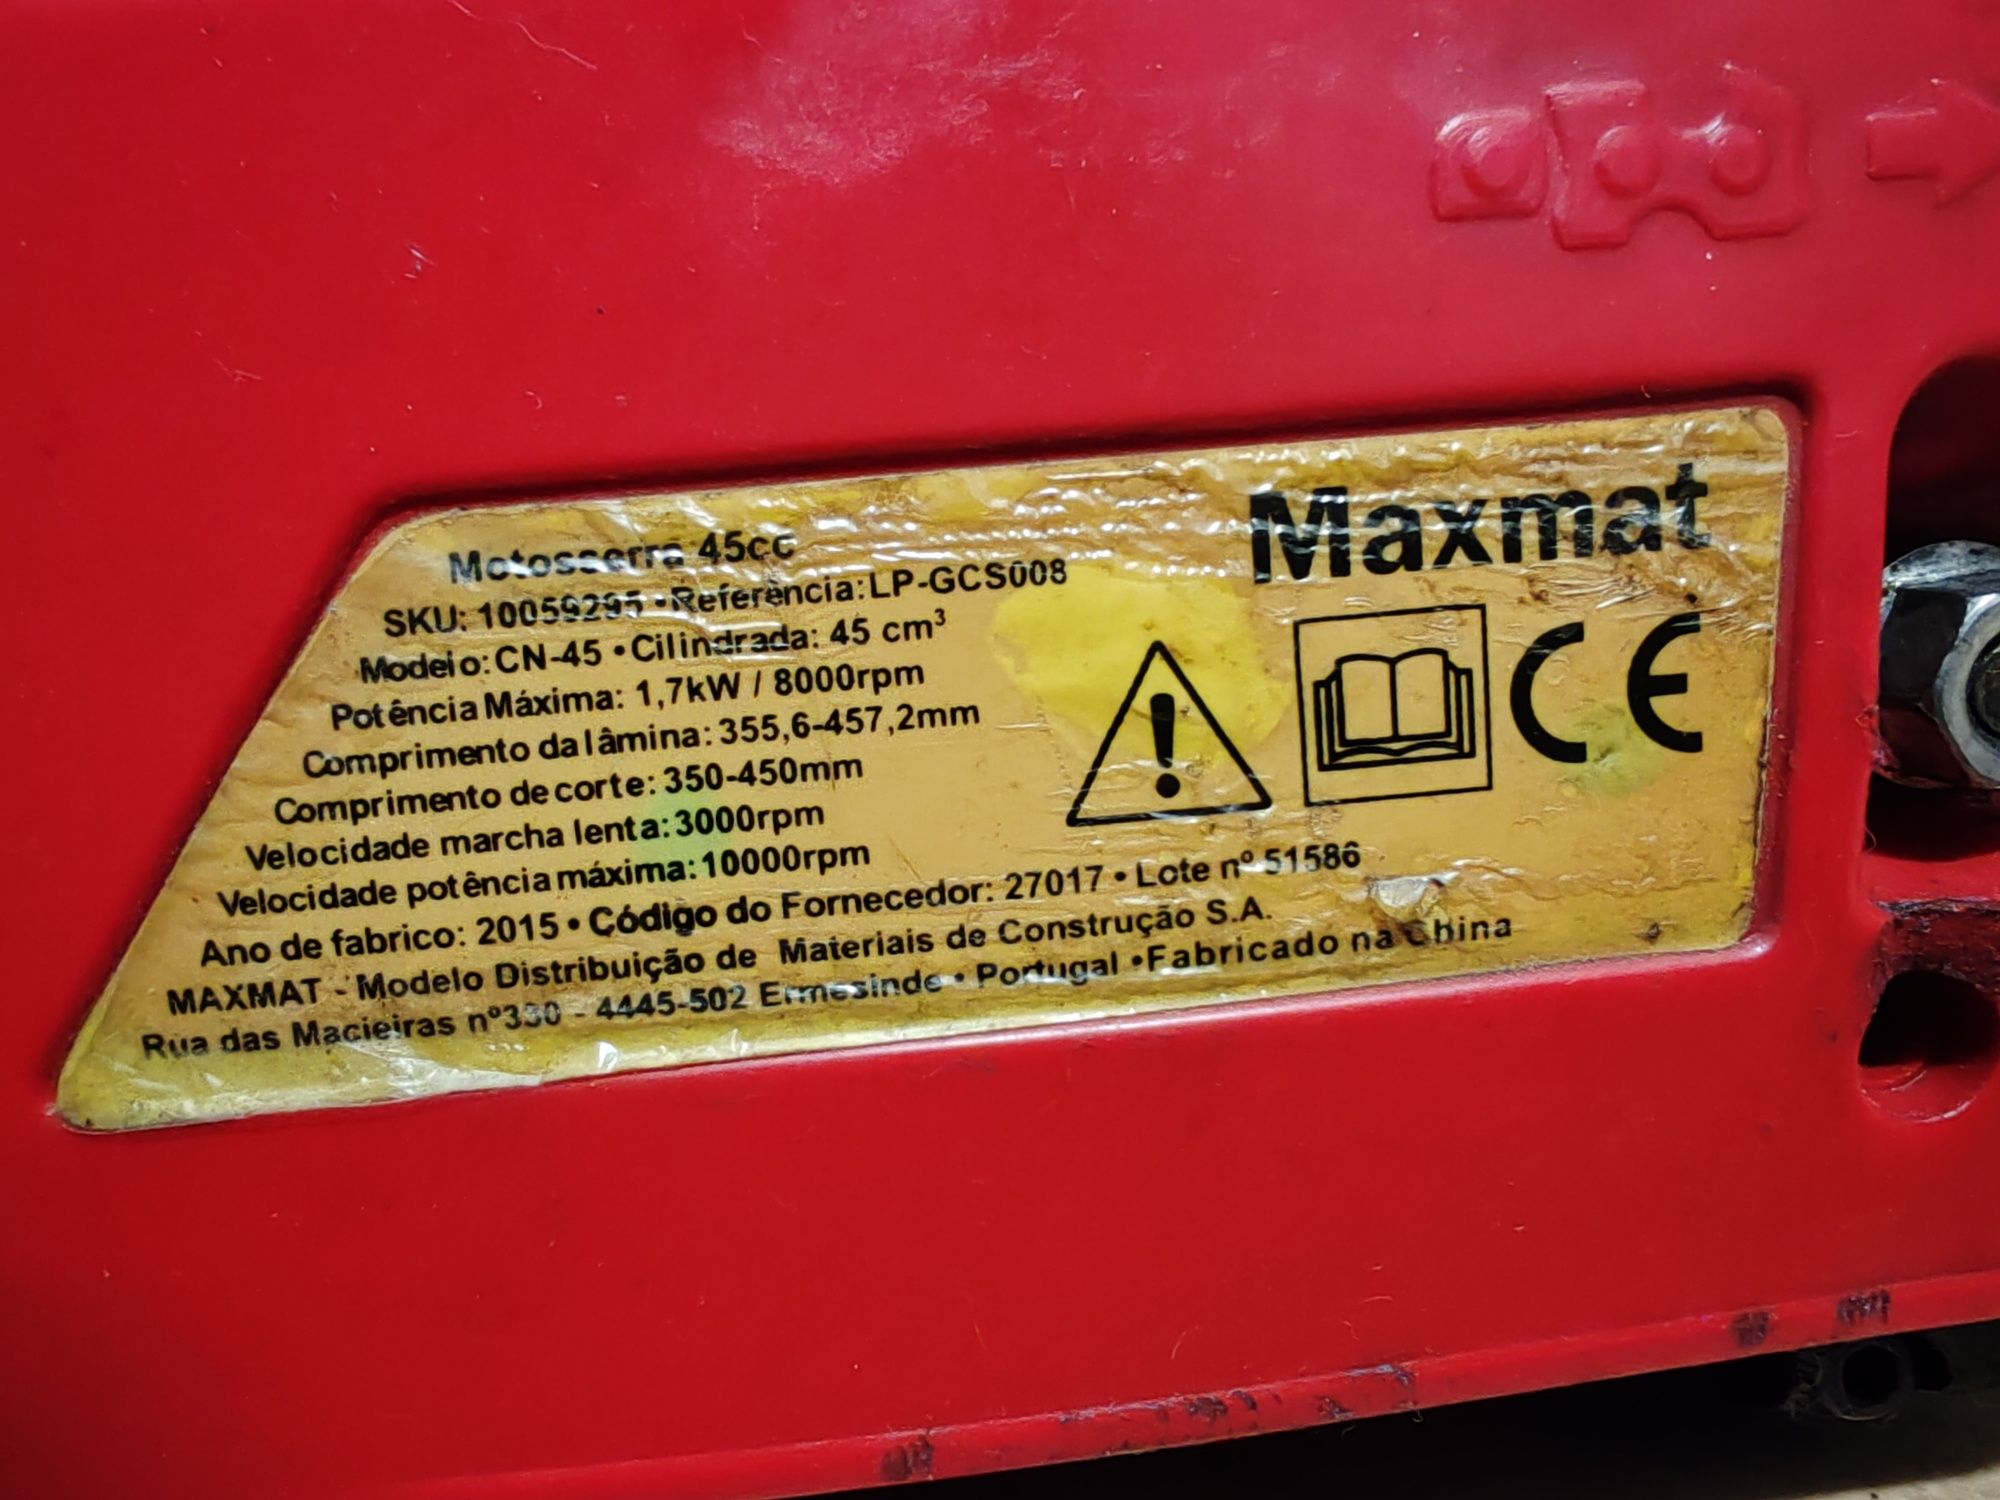 Maxmat
Motosserra 45cc
SKU: 10059295 • Referência: LP-GCS008
Modelo: CN-45 • Cilindrada: 45 cm³
Potência Máxima: 1,7kW / 8000rpm
Comprimento da lâmina: 355,6-457,2mm
Comprimento de corte: 350-450mm
Velocidade marcha lenta: 3000rpm
Velocidade potência máxima: 10000rpm
Ano de fabrico: 2015 • Código do Fornecedor: 27017 • Lote nº 51586
MAXMAT - Modelo Distribuição de Materiais de Construção S.A.
Rua das Macieiras nº330 - 4445-502 Ermesinde • Portugal • Fabricado na China
CE